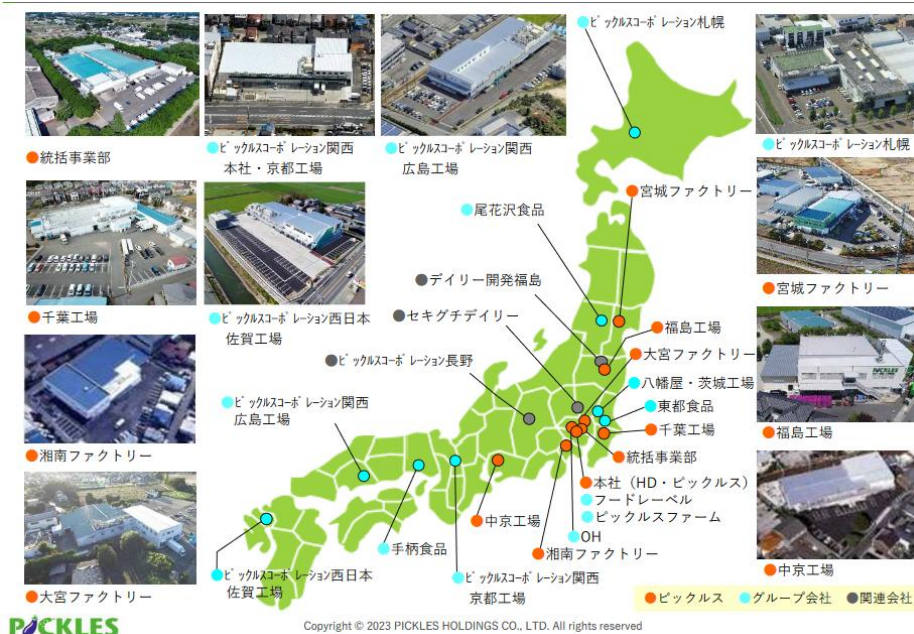 ●統括事業部
●ピックルスコーポレーション関西
本社・京都工場
●ピックルスコーポレーション関西
広島工場
●ピックルスコーポレーション札幌
●ピックルスコーポレーション札幌
●千葉工場
●ピックルスコーポレーション西日本
佐賀工場
●宮城ファクトリー
●湘南ファクトリー
●福島工場
●大宮ファクトリー
●中京工場
●宮城ファクトリー
●尾花沢食品
●デイリー開発福島
●セキグチデイリー
●福島工場
●大宮ファクトリー
●ピックルスコーポレーション長野
●八幡屋・茨城工場
●ピックルスコーポレーション関西
広島工場
●東都食品
●千葉工場
●統括事業部
●本社（HD・ピックルス）
●フードレーベル
●ピックルスファーム
●OH
●中京工場
●手柄食品
●湘南ファクトリー
●ピックルスコーポレーション西日本
佐賀工場
●ピックルスコーポレーション関西
京都工場
●ピックルス ●グループ会社 ●関連会社
PICKLES
Copyright © 2023 PICKLES HOLDINGS CO., LTD. All rights reserved
PICKLES